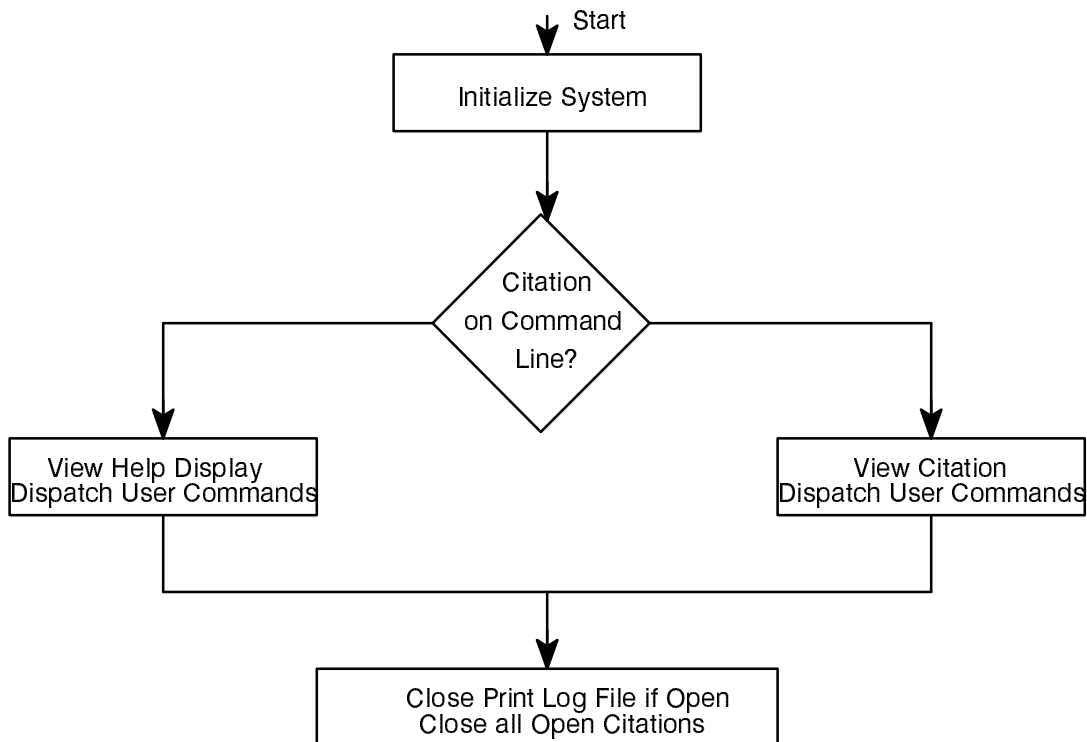 Start
Initialize System
Citation
on Command
Line?
View Help Display
Dispatch User Commands
View Citation
Dispatch User Commands
Close Print Log File if Open
Close all Open Citations